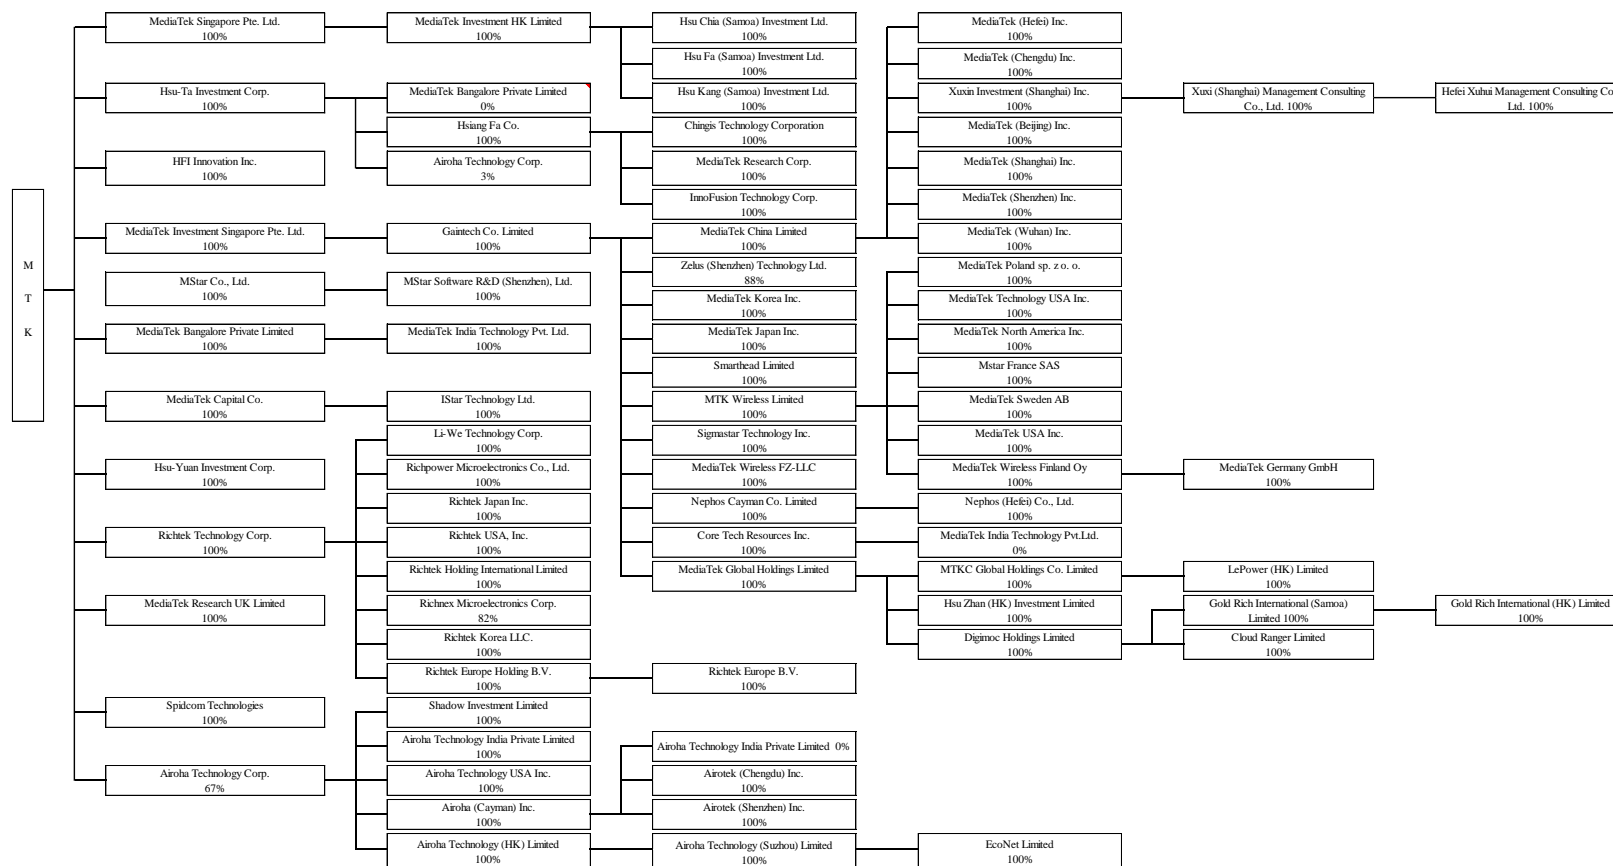 M
T
K
MediaTek Singapore Pte. Ltd.
100%
Hsu-Ta Investment Corp.
100%
HFI Innovation Inc.
100%
MediaTek Investment Singapore Pte. Ltd.
100%
MStar Co., Ltd.
100%
MediaTek Bangalore Private Limited
100%
MediaTek Capital Co.
100%
Hsu-Yuan Investment Corp.
100%
Richtek Technology Corp.
100%
MediaTek Research UK Limited
100%
Spidcom Technologies
100%
Airoha Technology Corp.
67%
MediaTek Investment HK Limited
100%
MediaTek Bangalore Private Limited
0%
Hsiang Fa Co.
100%
Airoha Technology Corp.
3%
Gaintech Co. Limited
100%
MStar Software R&D (Shenzhen), Ltd.
100%
MediaTek India Technology Pvt. Ltd.
100%
IStar Technology Ltd.
100%
Li-We Technology Corp.
100%
Richpower Microelectronics Co., Ltd.
100%
Richtek Japan Inc.
100%
Richtek USA, Inc.
100%
Richtek Holding International Limited
100%
Richnex Microelectronics Corp.
82%
Richtek Korea LLC.
100%
Richtek Europe Holding B.V.
100%
Shadow Investment Limited
100%
Airoha Technology India Private Limited
100%
Airoha Technology USA Inc.
100%
Airoha (Cayman) Inc.
100%
Airoha Technology (HK) Limited
100%
Hsu Chia (Samoa) Investment Ltd.
100%
Hsu Fa (Samoa) Investment Ltd.
100%
Hsu Kang (Samoa) Investment Ltd.
100%
Chingis Technology Corporation
100%
MediaTek Research Corp.
100%
InnoFusion Technology Corp.
100%
MediaTek China Limited
100%
Zelus (Shenzhen) Technology Ltd.
88%
MediaTek Korea Inc.
100%
MediaTek Japan Inc.
100%
Smarthead Limited
100%
MTK Wireless Limited
100%
Sigmastar Technology Inc.
100%
MediaTek Wireless FZ-LLC
100%
Nephos Cayman Co. Limited
100%
Core Tech Resources Inc.
100%
MediaTek Global Holdings Limited
100%
Richtek Europe B.V.
100%
Airoha Technology India Private Limited 0%
Airotek (Chengdu) Inc.
100%
Airotek (Shenzhen) Inc.
100%
Airoha Technology (Suzhou) Limited
100%
MediaTek (Hefei) Inc.
100%
MediaTek (Chengdu) Inc.
100%
Xuxin Investment (Shanghai) Inc.
100%
MediaTek (Beijing) Inc.
100%
MediaTek (Shanghai) Inc.
100%
MediaTek (Shenzhen) Inc.
100%
MediaTek (Wuhan) Inc.
100%
MediaTek Poland sp. z o. o.
100%
MediaTek Technology USA Inc.
100%
MediaTek North America Inc.
100%
Mstar France SAS
100%
MediaTek Sweden AB
100%
MediaTek USA Inc.
100%
MediaTek Wireless Finland Oy
100%
Nephos (Hefei) Co., Ltd.
100%
MediaTek India Technology Pvt.Ltd.
0%
MTKC Global Holdings Co. Limited
100%
Hsu Zhan (HK) Investment Limited
100%
Digimoc Holdings Limited
100%
EcoNet Limited
100%
Xuxi (Shanghai) Management Consulting
Co., Ltd. 100%
MediaTek Germany GmbH
100%
LePower (HK) Limited
100%
Gold Rich International (Samoa)
Limited 100%
Cloud Ranger Limited
100%
Hefei Xuhui Management Consulting Co
Ltd. 100%
Gold Rich International (HK) Limited
100%